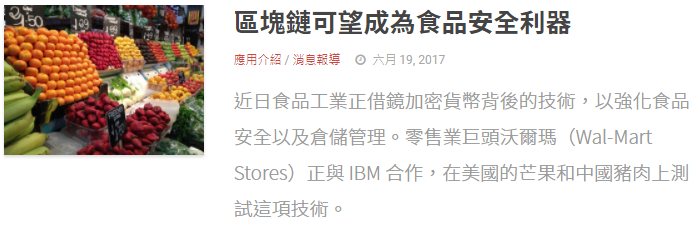 區塊鏈可望成為食品安全利器
應用介紹 / 消息報導 六月 19, 2017
近日食品工業正借鏡加密貨幣背後的技術，以強化食品
安全以及倉儲管理。零售業巨頭沃爾瑪（Wal-Mart
Stores）正與 IBM 合作，在美國的芒果和中國豬肉上測
試這項技術。